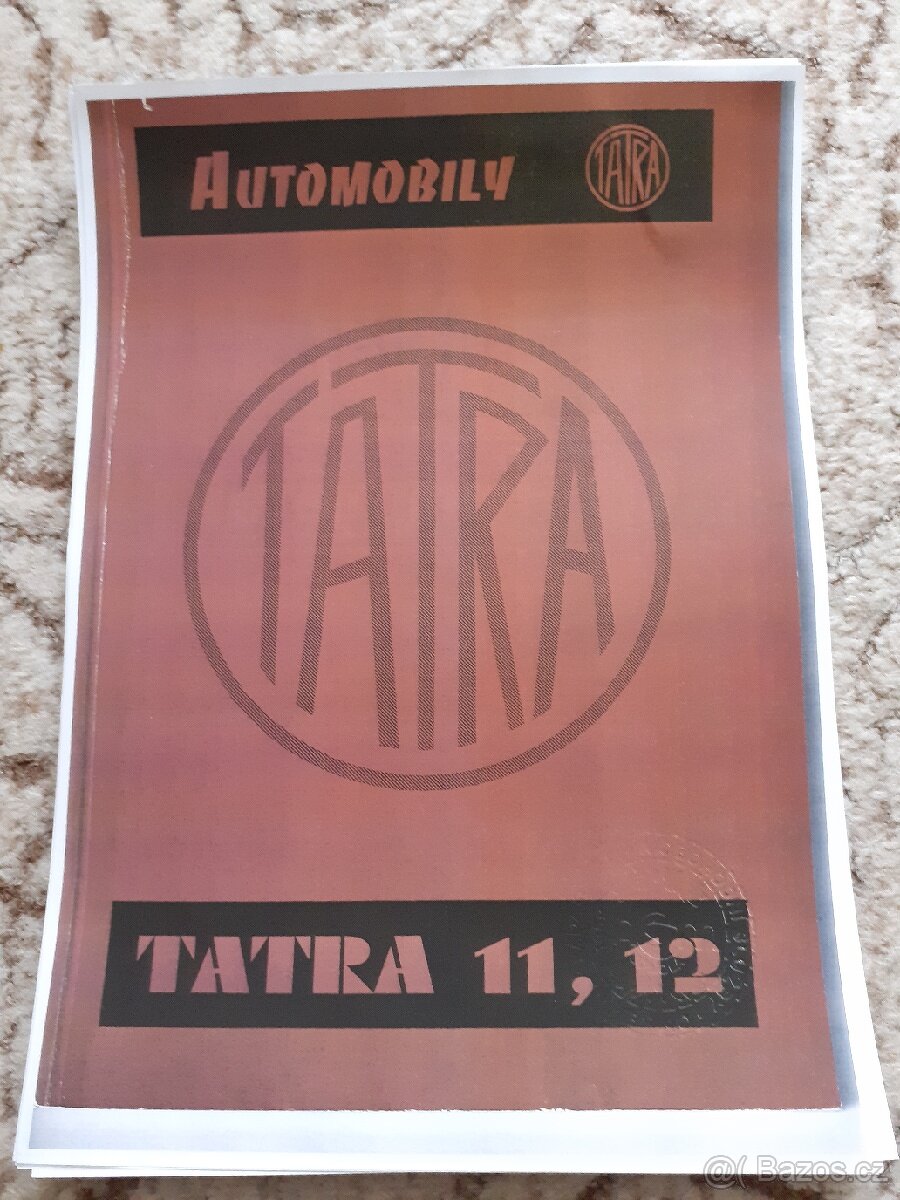 AUTOMOBILY TATRA
TATRA
TATRA 11, 12
@( Bazos.cz